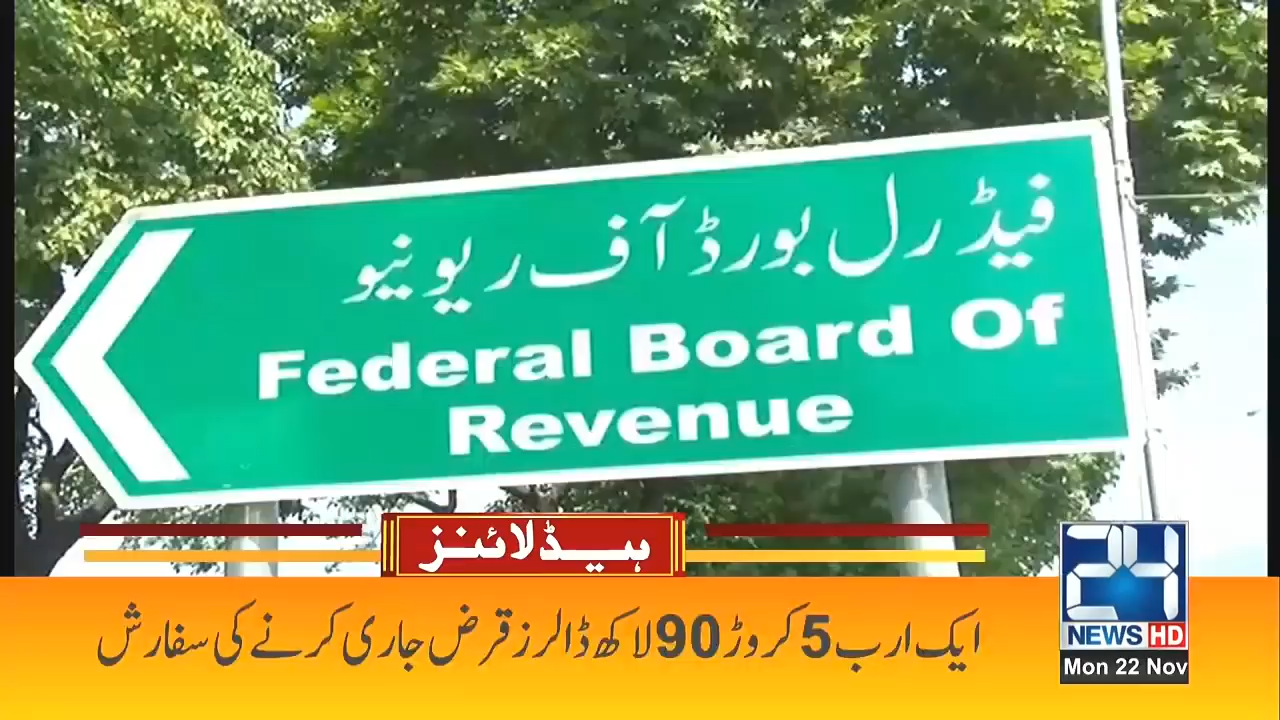 فیڈرل بورڈ آف ریونیو
Federal Board Of
Revenue
ہیڈلائنز
ایک ارب 5 کروڑ 90 لاکھ ڈالرز قرض جاری کرنے کی سفارش
24
NEWS HD
Mon 22 Nov